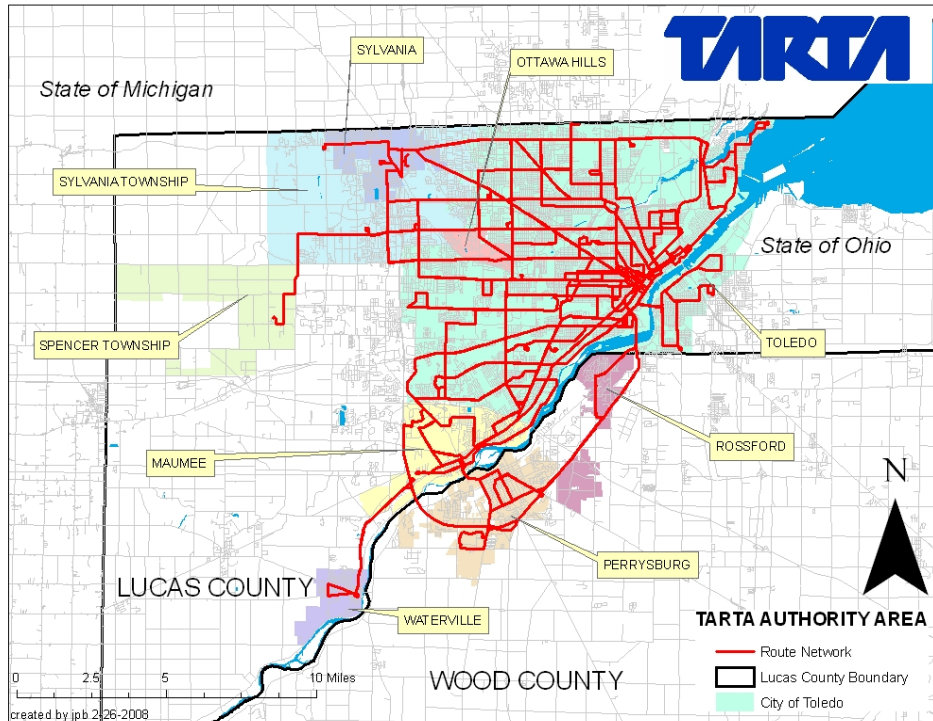 SYLVANIA
TARTA
OTTAWA HILLS
State of Michigan
SYLVANIA TOWNSHIP
State of Ohio
SPENCER TOWNSHIP
TOLEDO
ROSSFORD
MAUMEE
N
PERRYSBURG
LUCAS COUNTY
WATERVILLE
TARTA AUTHORITY AREA
Route Network
Lucas County Boundary
City of Toledo
0 2.5 5 10 Miles
WOOD COUNTY
created by jpb 2-26-2008